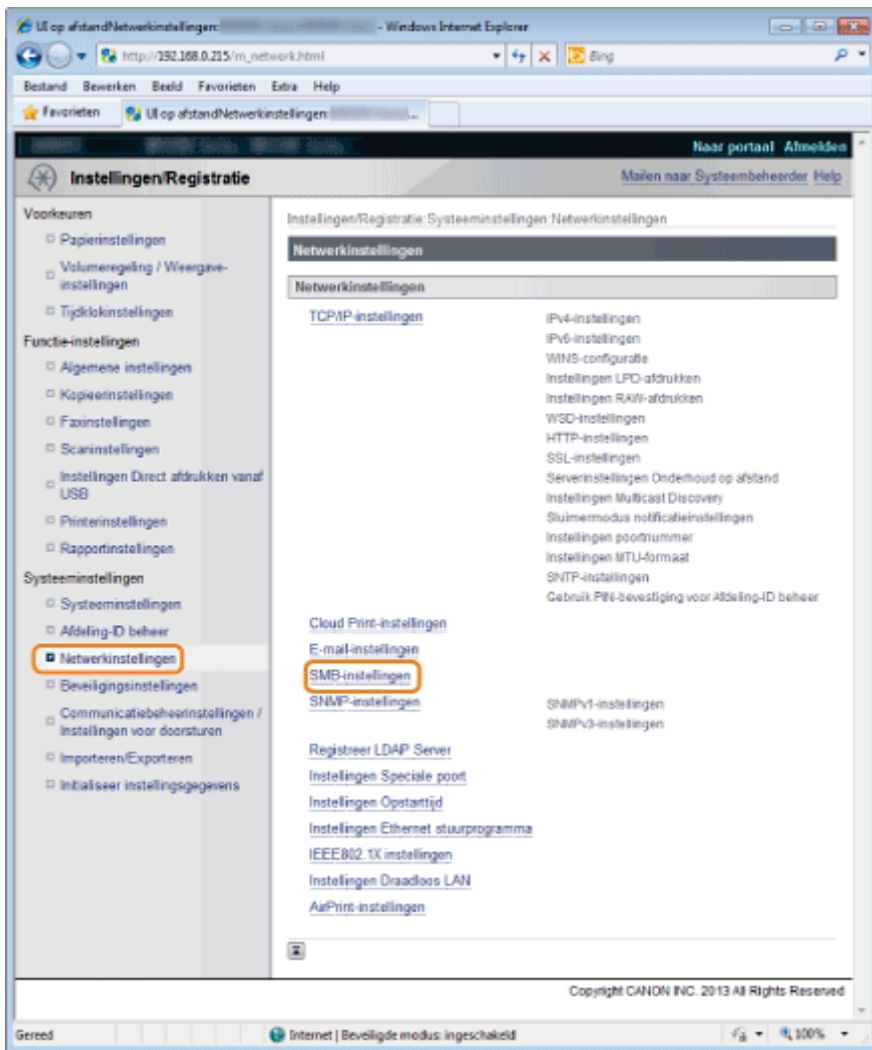 UI op afstandNetwerkinstellingen: - Windows Internet Explorer
http://192.168.0.215/m_network.html
Bing
Bestand Bewerken Beeld Favorieten Extra Help
Favorieten UI op afstandNetwerkinstellingen: ...
Naar portaal Afmelden
Instellingen/Registratie
Mailen naar Systeembeheerder Help
Voorkeuren
Papierinstellingen
Volumeregeling / Weergave-
instellingen
Tijdklokinstellingen
Functie-instellingen
Algemene instellingen
Kopieerinstellingen
Faxinstellingen
Scaninstellingen
Instellingen Direct afdrukken vanaf
USB
Printerinstellingen
Rapportinstellingen
Systeeminstellingen
Systeeminstellingen
Afdeling-ID beheer
Netwerkinstellingen
Beveiligingsinstellingen
Communicatiebeheerinstellingen /
Instellingen voor doorsturen
Importeren/Exporteren
Initialiseer instellingsgegevens
Instellingen/Registratie:Systeeminstellingen:Netwerkinstellingen
Netwerkinstellingen
Netwerkinstellingen
TCP/IP-instellingen
IPv4-instellingen
IPv6-instellingen
WINS-configuratie
Instellingen LPD-afdrukken
Instellingen RAW-afdrukken
WSD-instellingen
HTTP-instellingen
SSL-instellingen
Serverinstellingen Onderhoud op afstand
Instellingen Multicast Discovery
Sluimermodus notificatieinstellingen
Instellingen poortnummer
Instellingen MTU-formaat
SNTP-instellingen
Gebruik PIN-bevestiging voor Afdeling-ID beheer
Cloud Print-instellingen
E-mail-instellingen
SMB-instellingen
SNMP-instellingen
SNMPv1-instellingen
SNMPv3-instellingen
Registreer LDAP Server
Instellingen Speciale poort
Instellingen Opstarttijd
Instellingen Ethernet stuurprogramma
IEEE802.1X instellingen
Instellingen Draadloos LAN
AirPrint-instellingen
Copyright CANON INC. 2013 All Rights Reserved
Gereed
Internet | Beveiligde modus: ingeschakeld
100%